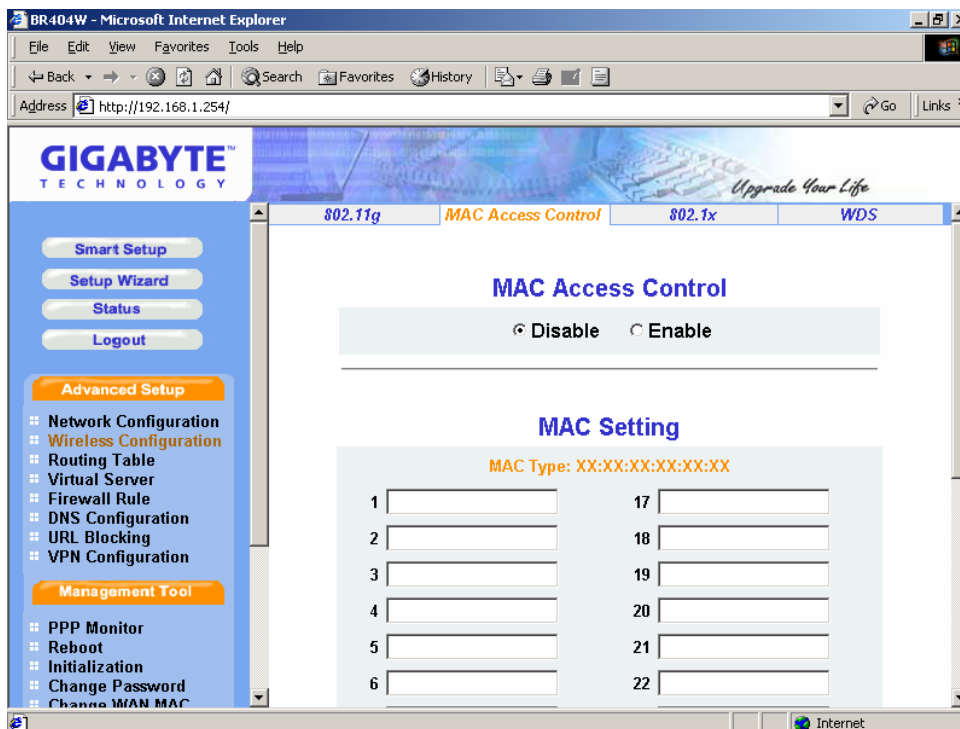 BR404W - Microsoft Internet Explorer
File Edit View Favorites Tools Help
Back Search Favorites History
Address http://192.168.1.254/ Go Links
GIGABYTE™
TECHNOLOGY
Upgrade Your Life
802.11g MAC Access Control 802.1x WDS
Smart Setup
Setup Wizard
Status
Logout
Advanced Setup
Network Configuration
Wireless Configuration
Routing Table
Virtual Server
Firewall Rule
DNS Configuration
URL Blocking
VPN Configuration
Management Tool
PPP Monitor
Reboot
Initialization
Change Password
Change WAN MAC
MAC Access Control
Disable Enable
MAC Setting
MAC Type: XX:XX:XX:XX:XX:XX
1 17
2 18
3 19
4 20
5 21
6 22
Internet